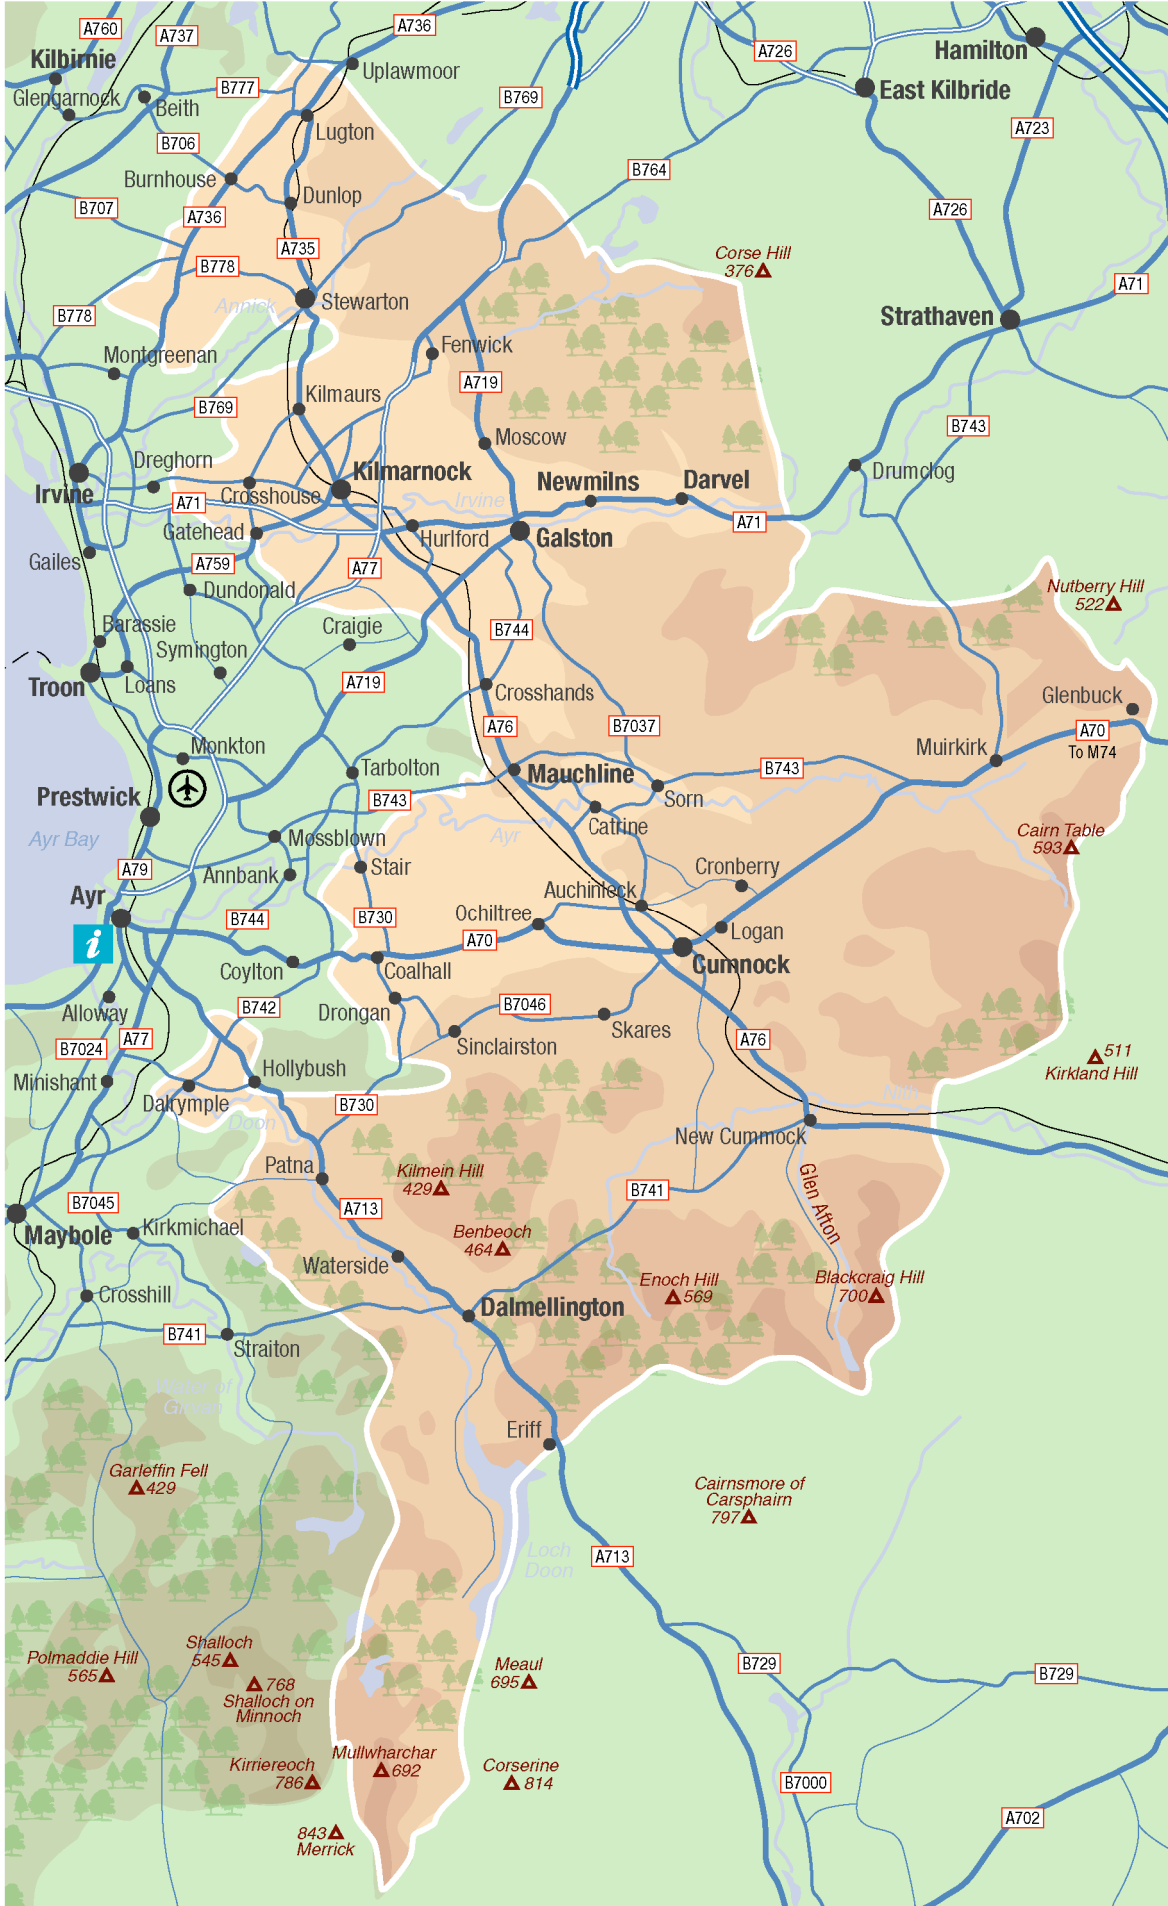 A760
A737
A736
Kilbirnie
Uplawmoor
A726
Hamilton
Glengarnock
Beith
B777
B769
East Kilbride
Lugton
A723
B706
Burnhouse
Dunlop
B764
B707
A736
A726
A735
B778
Corse Hill
376
A71
Annick
Stewarton
B778
Strathaven
Montgreenan
Fenwick
A719
Kilmaurs
B769
B743
Moscow
Dreghorn
Kilmarnock
Drumclog
Irvine
Crosshouse
Newmilns
Darvel
A71
Irvine
A71
Gatehead
Hurlford
Galston
Gailes
A759
A77
Dundonald
Nutberry Hill
522
Barassie
Craigie
B744
Symington
Troon
Loans
A719
Crosshands
Glenbuck
A76
B7037
A70
To M74
Monkton
Muirkirk
Tarbolton
Mauchline
B743
Prestwick
B743
Sorn
Ayr Bay
Mossblown
Ayr
Catrine
Cairn Table
593
A79
Annbank
Stair
Cronberry
Ayr
Auchinleck
B744
B730
Ochiltree
i
A70
Logan
Coylton
Coalhall
Cumnock
Alloway
B742
Drongan
B7046
Skares
B7024
A77
Sinclairston
A76
511
Kirkland Hill
Minishant
Hollybush
Dalrymple
B730
Nith
Doon
New Cummock
Patna
Kilmein Hill
429
Glen Afton
B7045
A713
B741
Maybole
Kirkmichael
Benbeoch
464
Waterside
Enoch Hill
569
Blackcraig Hill
700
Crosshill
Dalmellington
B741
Straiton
Water of
Girvan
Eriff
Garleffin Fell
429
Cairnsmore of
Carsphairn
797
Loch
Doon
A713
Shalloch
545
Polmaddie Hill
565
768
Shalloch on
Minnoch
Meaul
695
B729
B729
Mullwharchar
692
Kirriereoch
786
Corserine
814
B7000
A702
843
Merrick